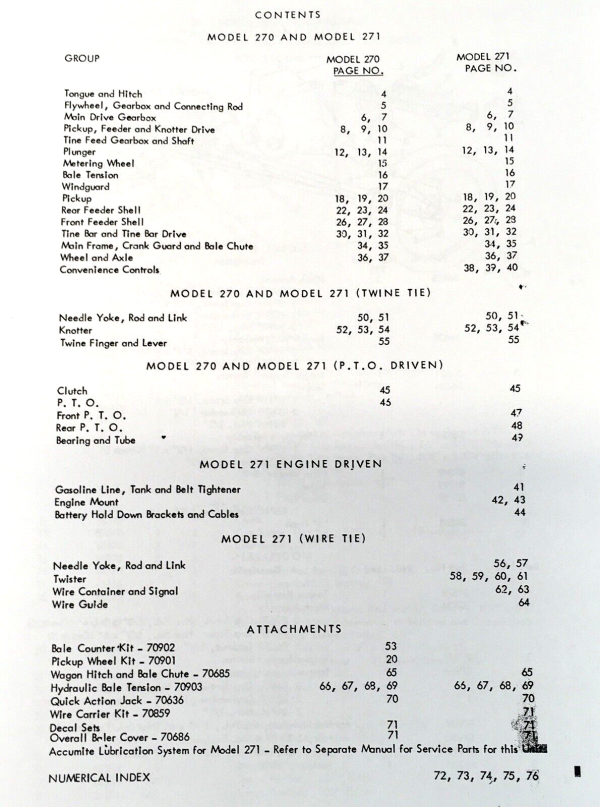 CONTENTS
MODEL 270 AND MODEL 271
GROUP MODEL 270 MODEL 271
PAGE NO. PAGE NO.
Tongue and Hitch 4 4
Flywheel, Gearbox and Connecting Rod 5 5
Main Drive Gearbox 6, 7 6, 7
Pickup, Feeder and Knotter Drive 8, 9, 10 8, 9, 10
Tine Feed Gearbox and Shaft 11 11
Plunger 12, 13, 14 12, 13, 14
Metering Wheel 15 15
Bale Tension 16 16
Windguard 17 17
Pickup 18, 19, 20 18, 19, 20
Rear Feeder Shell 22, 23, 24 22, 23, 24
Front Feeder Shell 26, 27, 28 26, 27, 28
Tine Bar and Tine Bar Drive 30, 31, 32 30, 31, 32
Main Frame, Crank Guard and Bale Chute 34, 35 34, 35
Wheel and Axle 36, 37 36, 37
Convenience Controls 38, 39, 40
MODEL 270 AND MODEL 271 (TWINE TIE)
Needle Yoke, Rod and Link 50, 51 50, 51
Knotter 52, 53, 54 52, 53, 54
Twine Finger and Lever 55 55
MODEL 270 AND MODEL 271 (P.T.O. DRIVEN)
Clutch 45 45
P. T. O. 46
Front P. T. O. 47
Rear P. T. O. 48
Bearing and Tube 49
MODEL 271 ENGINE DRIVEN
Gasoline Line, Tank and Belt Tightener 41
Engine Mount 42, 43
Battery Hold Down Brackets and Cables 44
MODEL 271 (WIRE TIE)
Needle Yoke, Rod and Link 56, 57
Twister 58, 59, 60, 61
Wire Container and Signal 62, 63
Wire Guide 64
ATTACHMENTS
Bale Counter Kit - 70902 53
Pickup Wheel Kit - 70901 20
Wagon Hitch and Bale Chute - 70685 65 65
Hydraulic Bale Tension - 70903 66, 67, 68, 69 66, 67, 68, 69
Quick Action Jack - 70636 70 70
Wire Carrier Kit - 70859 71
Decal Sets 71 71
Overall Baler Cover - 70686 71 71
Accumite Lubrication System for Model 271 - Refer to Separate Manual for Service Parts for this
NUMERICAL INDEX 72, 73, 74, 75, 76